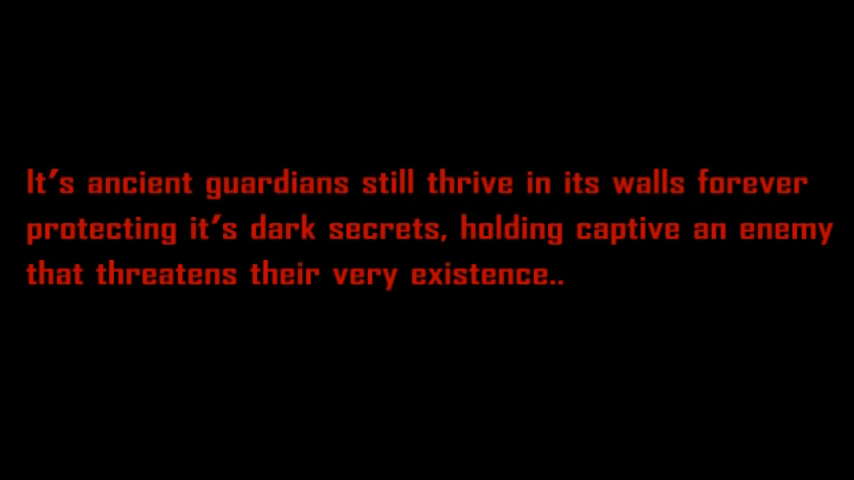 It's ancient guardians still thrive in its walls forever
protecting it's dark secrets, holding captive an enemy
that threatens their very existence..